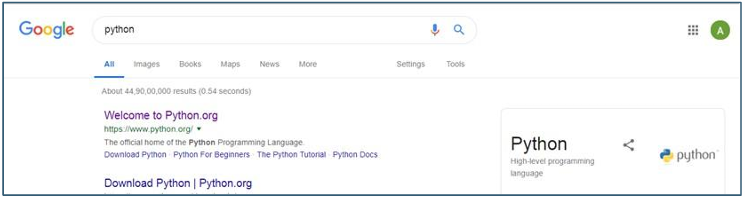 Google
python
A
All Images Books Maps News More Settings Tools
About 44,90,00,000 results (0.54 seconds)
Welcome to Python.org
https://www.python.org/
The official home of the Python Programming Language.
Download Python · Python For Beginners · The Python Tutorial · Python Docs
Download Python | Python.org
Python
High-level programming
language
python